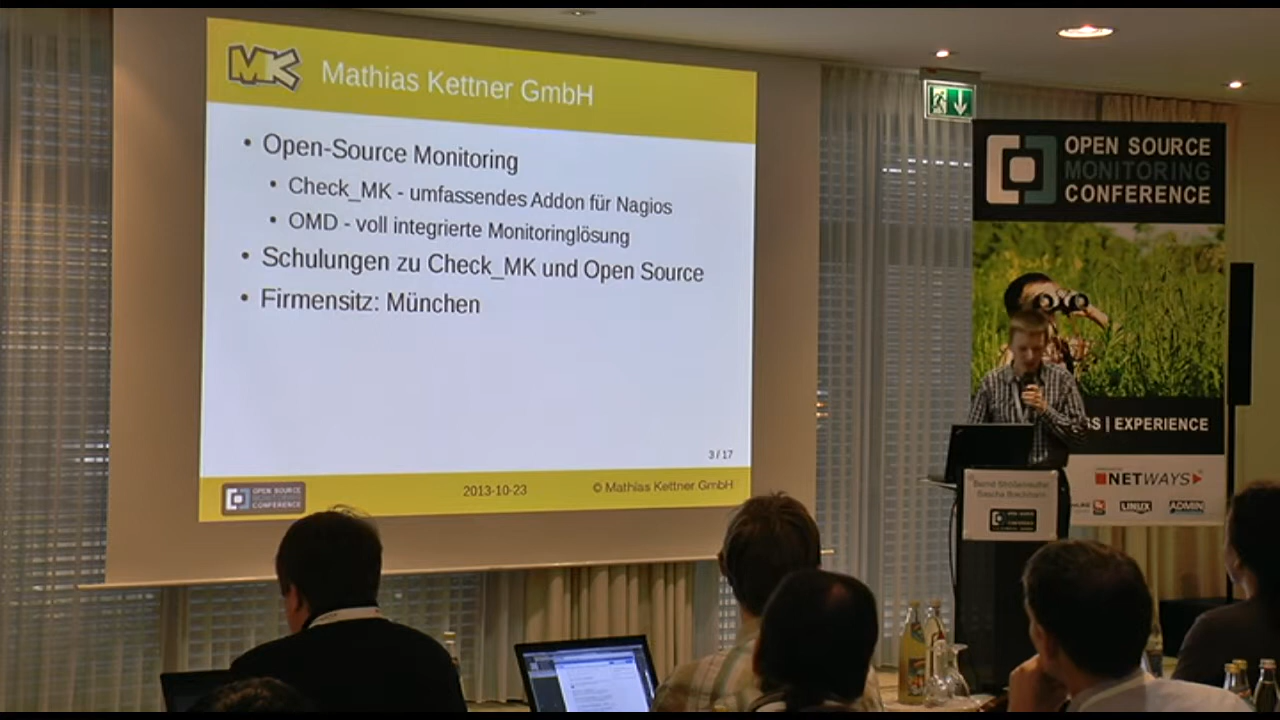 MK
Mathias Kettner GmbH
• Open-Source Monitoring
• Check_MK - umfassendes Addon für Nagios
• OMD - voll integrierte Monitoringlösung
• Schulungen zu Check_MK und Open Source
• Firmensitz: München
3 / 17
OPEN SOURCE
MONITORING
CONFERENCE
2013-10-23
© Mathias Kettner GmbH
OPEN SOURCE
MONITORING
CONFERENCE
SS | EXPERIENCE
NETWAYS
LINUX
ADMIN